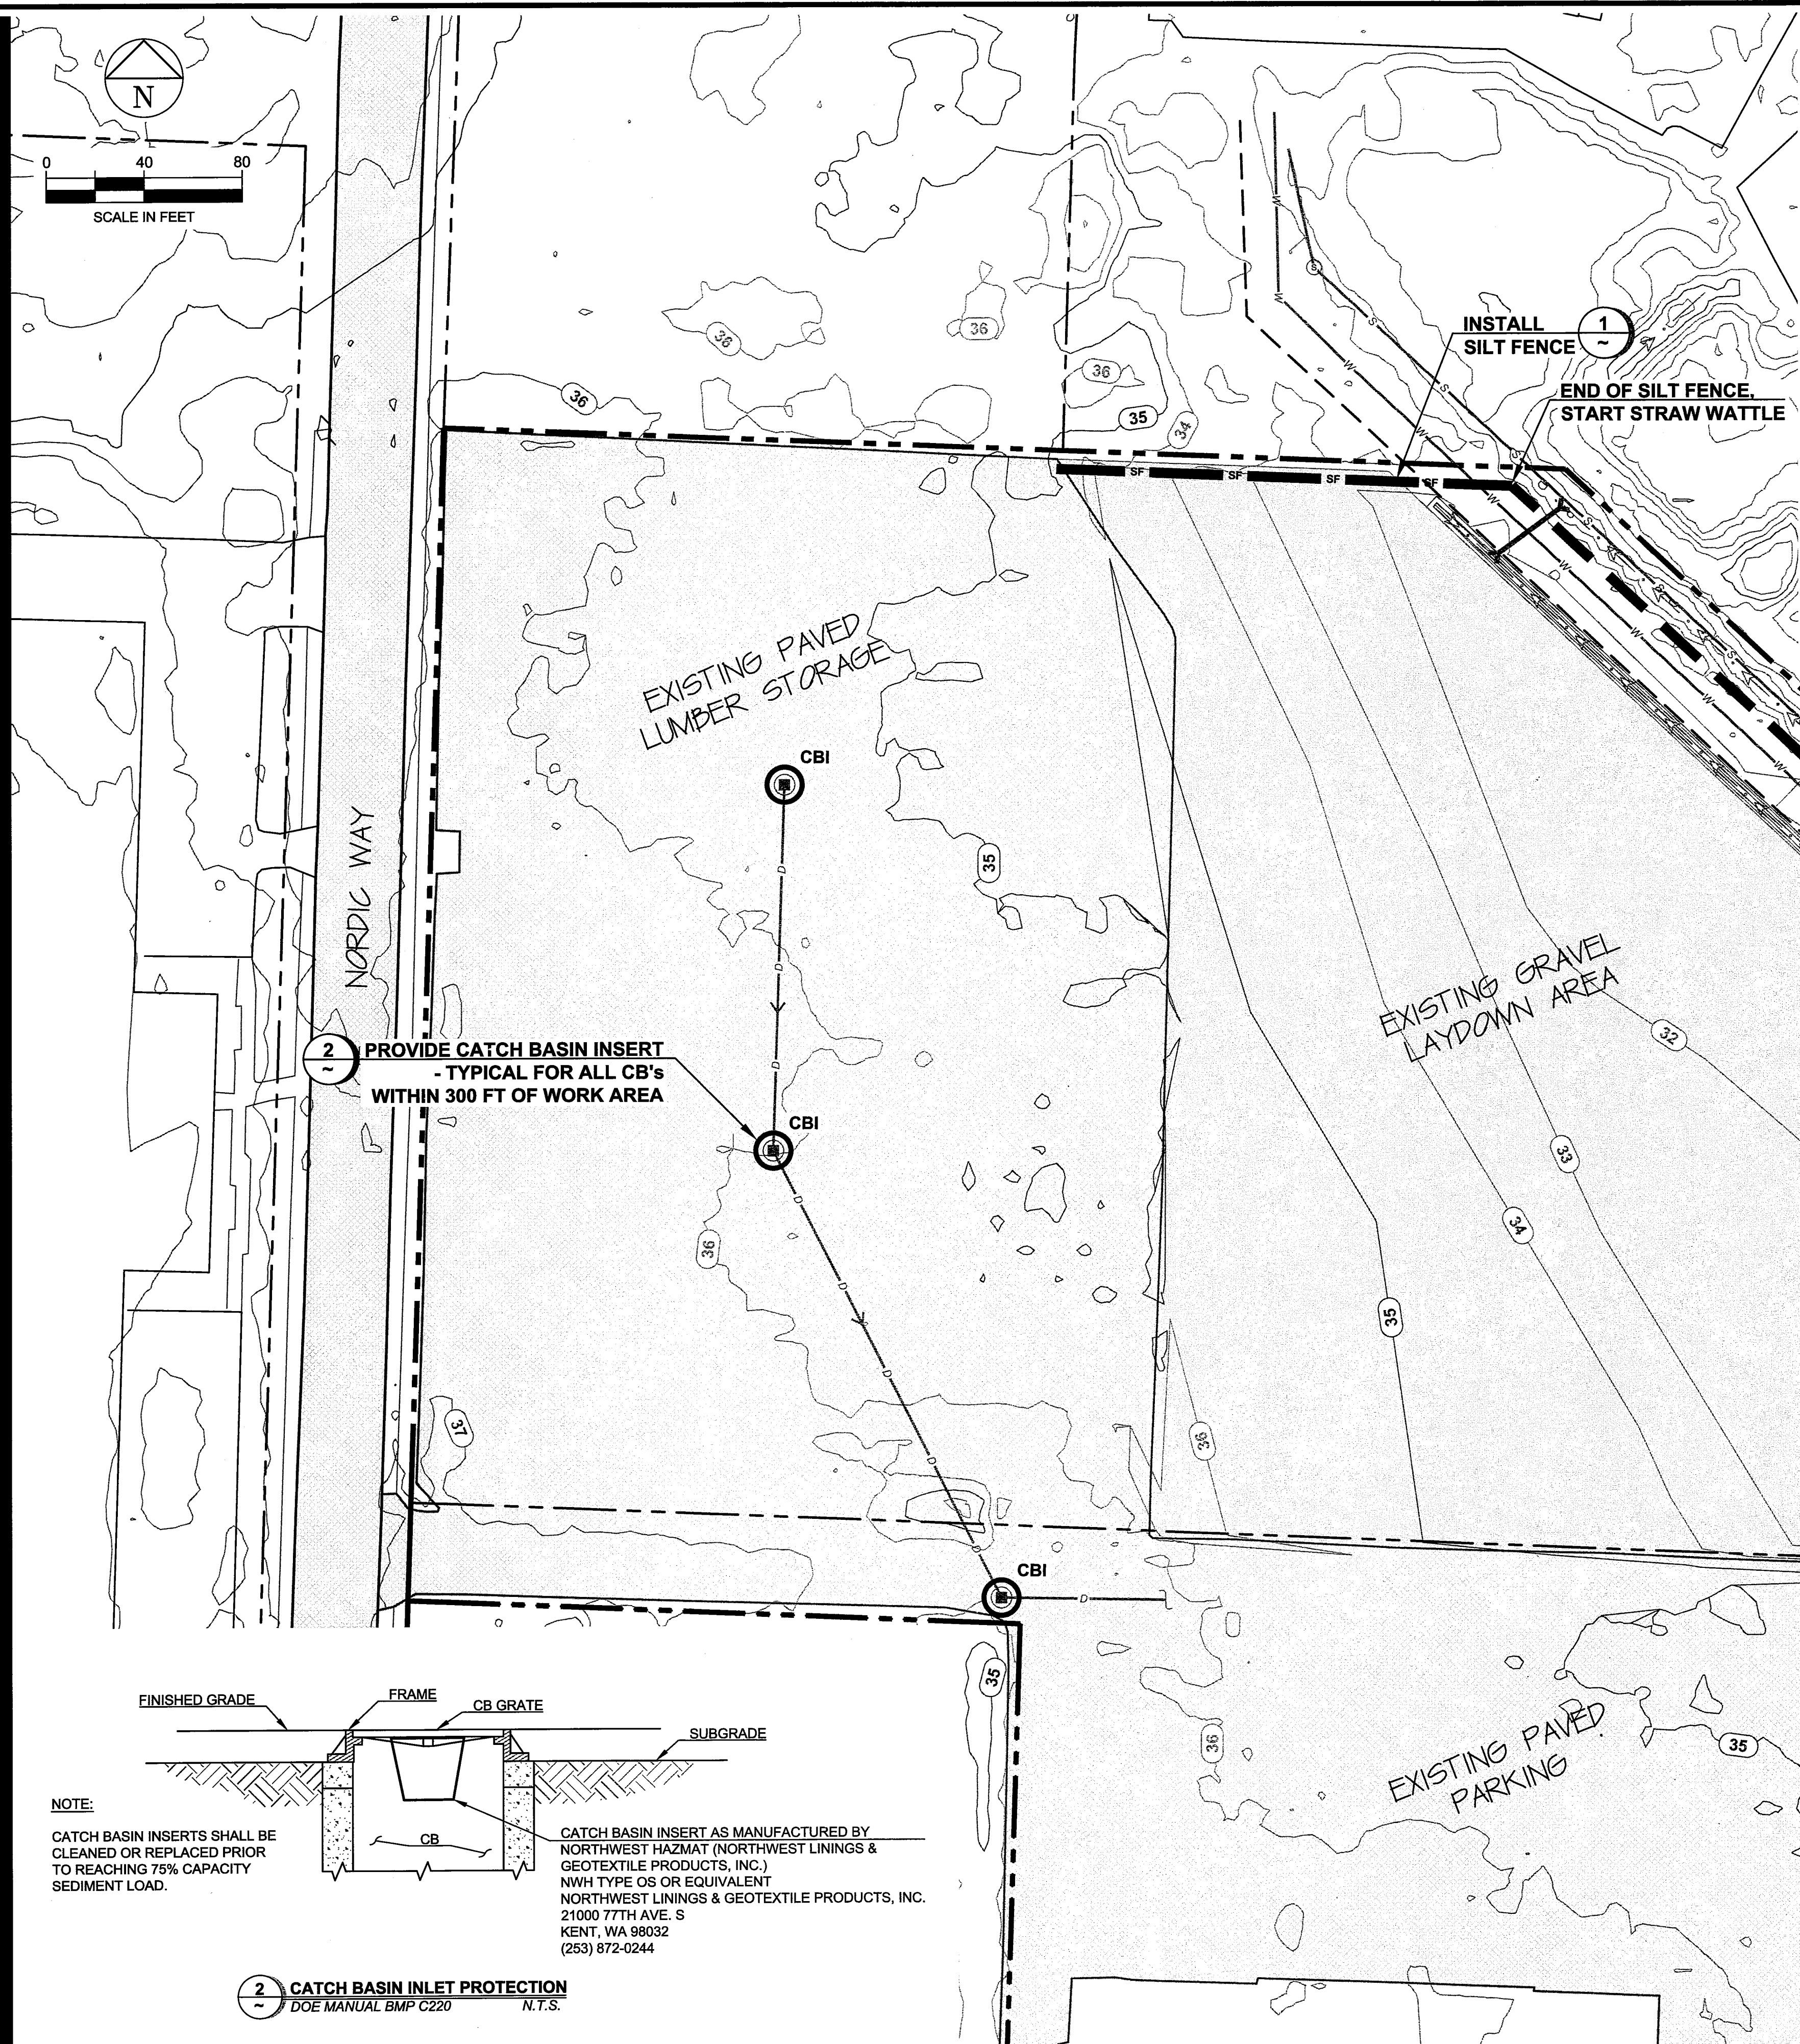 N
0 40 80
SCALE IN FEET
36
36
36
36
35
34
INSTALL
SILT FENCE
1
~
END OF SILT FENCE,
START STRAW WATTLE
SF SF SF SF
S
S
S
S
S
S
S
W
W
W
W
W
W
W
W
W
EXISTING PAVED
LUMBER STORAGE
CBI
D
D
D
35
NORDIC WAY
EXISTING GRAVEL
LAYDOWN AREA
32
33
34
35
36
2
~
PROVIDE CATCH BASIN INSERT
- TYPICAL FOR ALL CB's
WITHIN 300 FT OF WORK AREA
CBI
D
D
D
D
D
36
37
CBI
D
35
36
35
EXISTING PAVED
PARKING
FINISHED GRADE
FRAME
CB GRATE
SUBGRADE
CB
NOTE:
CATCH BASIN INSERTS SHALL BE
CLEANED OR REPLACED PRIOR
TO REACHING 75% CAPACITY
SEDIMENT LOAD.
CATCH BASIN INSERT AS MANUFACTURED BY
NORTHWEST HAZMAT (NORTHWEST LININGS &
GEOTEXTILE PRODUCTS, INC.)
NWH TYPE OS OR EQUIVALENT
NORTHWEST LININGS & GEOTEXTILE PRODUCTS, INC.
21000 77TH AVE. S
KENT, WA 98032
(253) 872-0244
2
~
CATCH BASIN INLET PROTECTION
DOE MANUAL BMP C220 N.T.S.